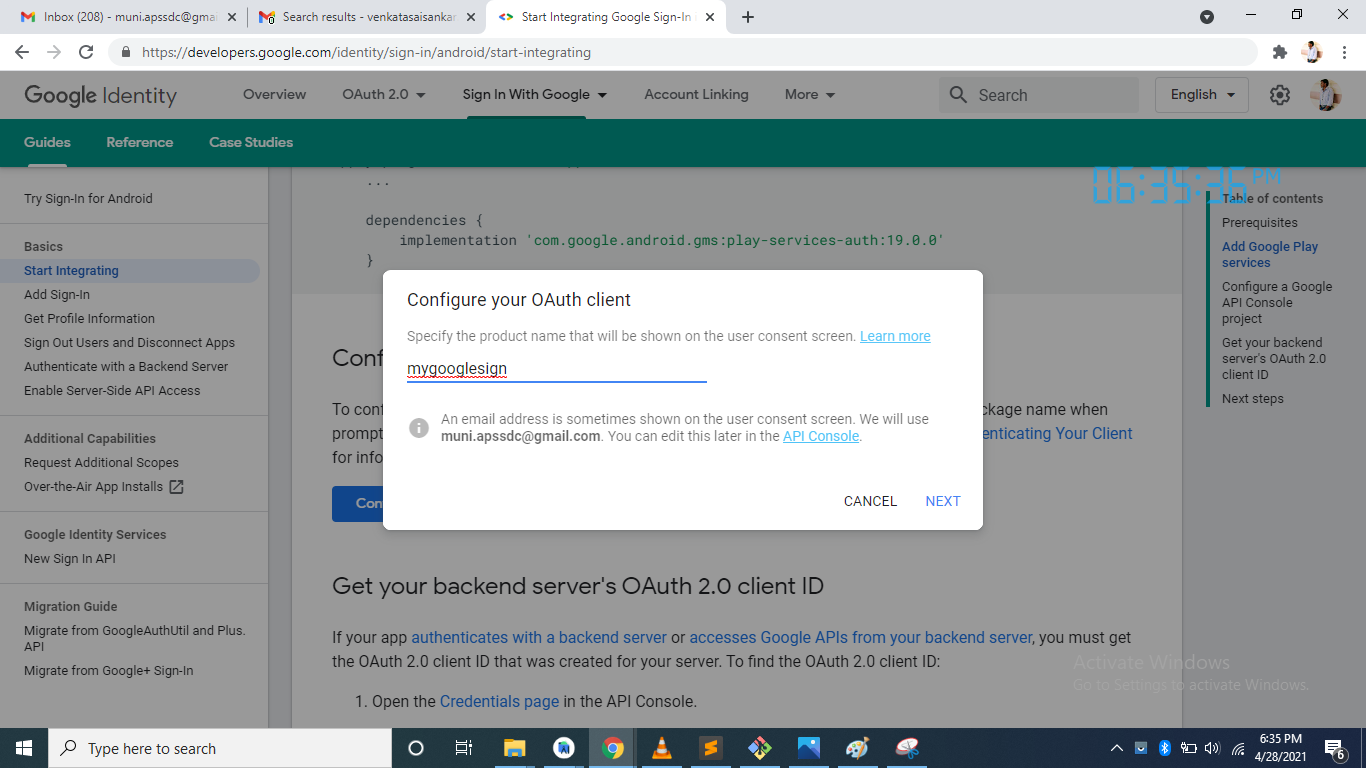 Inbox (208) - muni.apssdc@gmai
Search results - venkatasaisankar
Start Integrating Google Sign-In
https://developers.google.com/identity/sign-in/android/start-integrating
Google Identity
Overview
OAuth 2.0
Sign In With Google
Account Linking
More
Search
English
Guides
Reference
Case Studies
06:35:36 PM
Try Sign-In for Android
Basics
Start Integrating
Add Sign-In
Get Profile Information
Sign Out Users and Disconnect Apps
Authenticate with a Backend Server
Enable Server-Side API Access
Additional Capabilities
Request Additional Scopes
Over-the-Air App Installs
Google Identity Services
New Sign In API
Migration Guide
Migrate from GoogleAuthUtil and Plus.
API
Migrate from Google+ Sign-In
...
dependencies {
implementation 'com.google.android.gms:play-services-auth:19.0.0'
}
Conf
To conf
prompt
for info
Con
ckage name when
enticating Your Client
Configure your OAuth client
Specify the product name that will be shown on the user consent screen. Learn more
mygooglesign
An email address is sometimes shown on the user consent screen. We will use
muni.apssdc@gmail.com. You can edit this later in the API Console.
CANCEL
NEXT
Get your backend server's OAuth 2.0 client ID
If your app authenticates with a backend server or accesses Google APIs from your backend server, you must get
the OAuth 2.0 client ID that was created for your server. To find the OAuth 2.0 client ID:
1. Open the Credentials page in the API Console.
Table of contents
Prerequisites
Add Google Play
services
Configure a Google
API Console
project
Get your backend
server's OAuth 2.0
client ID
Next steps
Activate Windows
Go to Settings to activate Windows.
Type here to search
6:35 PM
4/28/2021
6